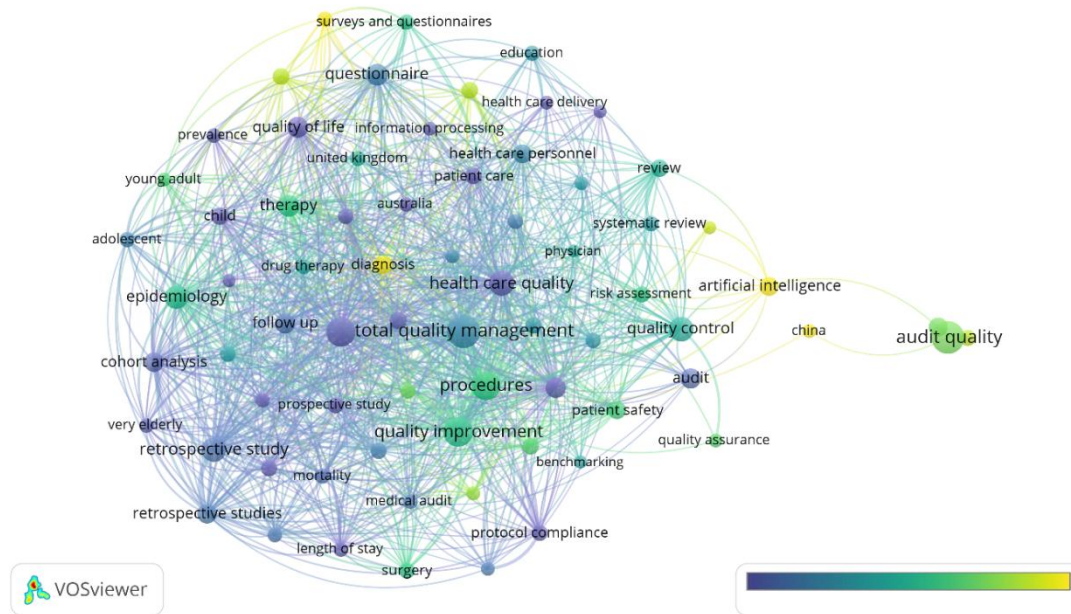 surveys and questionnaires
education
questionnaire
health care delivery
quality of life
information processing
prevalence
united kingdom
health care personnel
review
young adult
patient care
therapy
australia
child
systematic review
adolescent
physician
drug therapy
diagnosis
health care quality
artificial intelligence
epidemiology
risk assessment
follow up
total quality management
quality control
china
audit quality
cohort analysis
audit
procedures
prospective study
patient safety
very elderly
quality improvement
quality assurance
retrospective study
benchmarking
mortality
medical audit
retrospective studies
protocol compliance
length of stay
surgery
VOSviewer